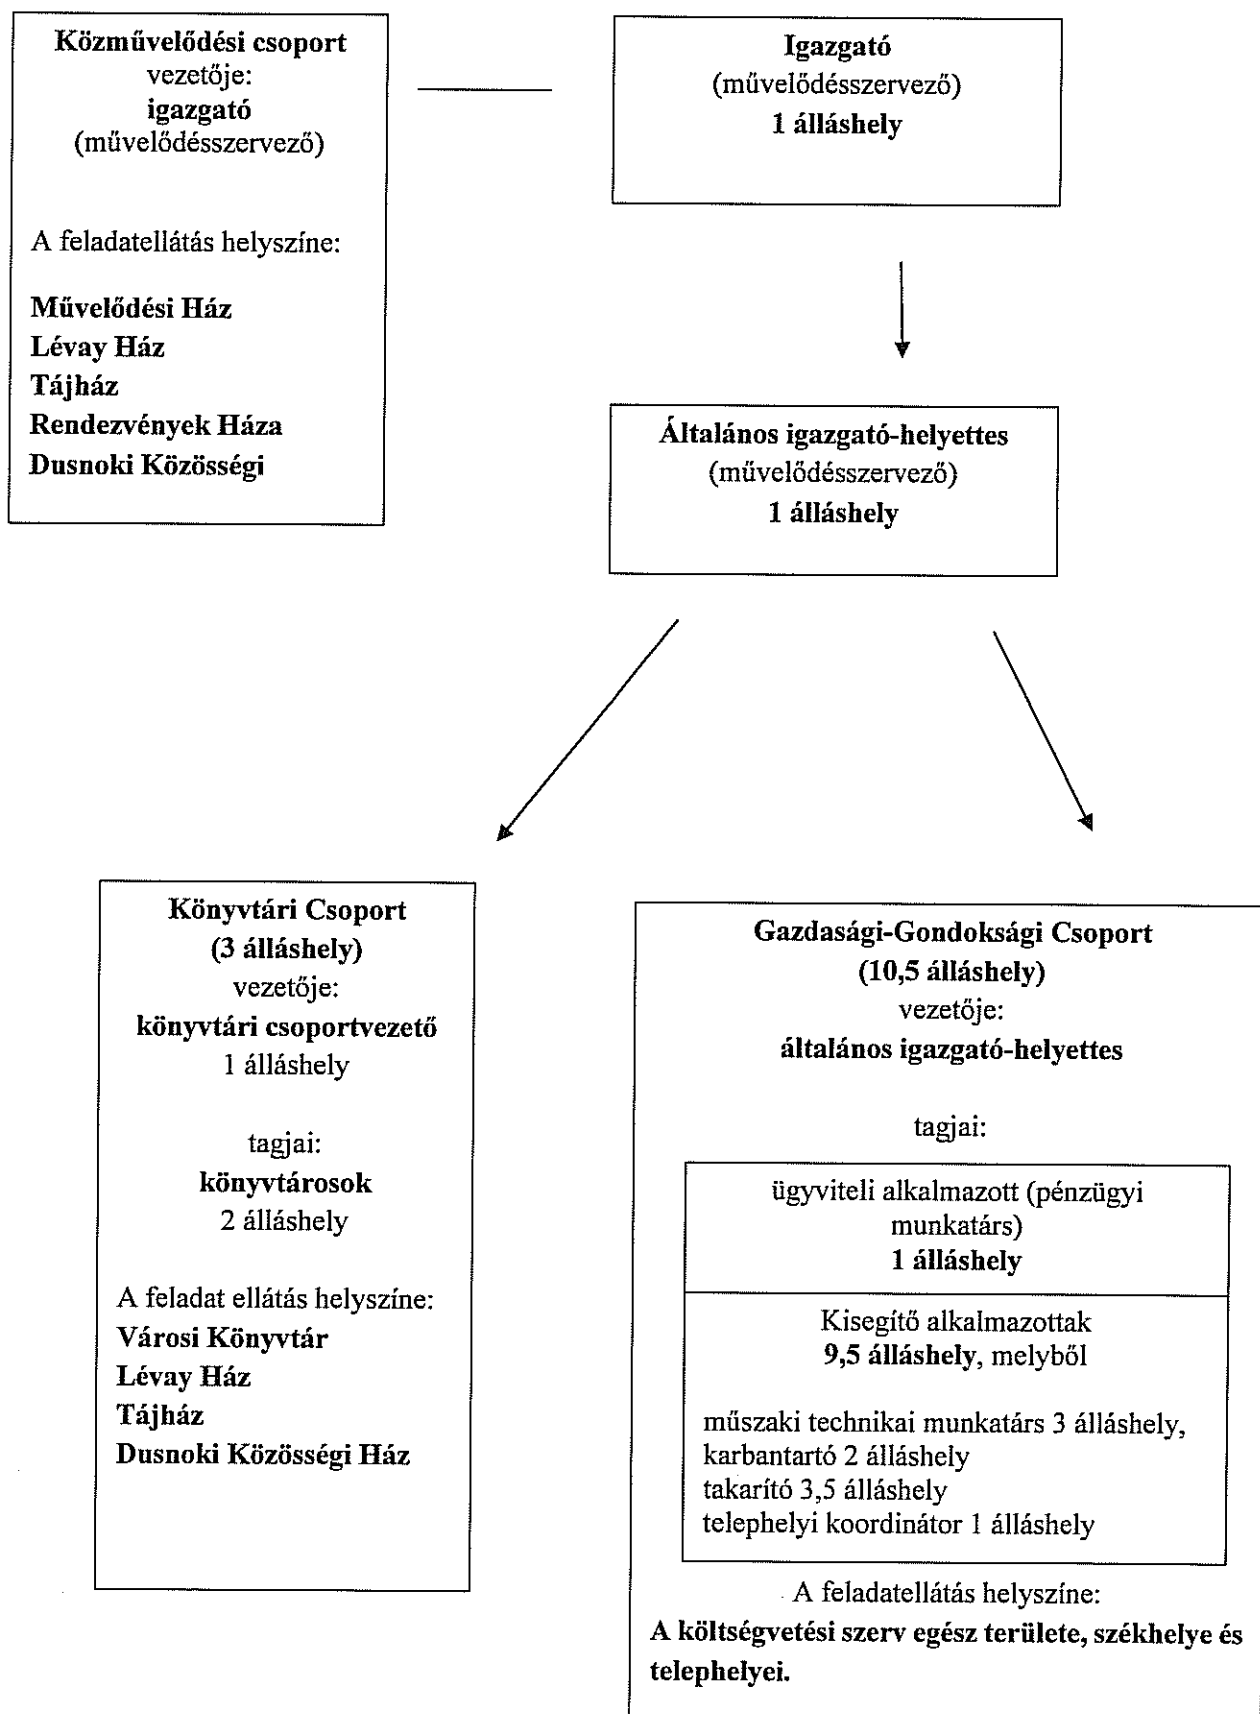 Közművelődési csoport
vezetője:
igazgató
(művelődésszervező)
A feladatellátás helyszíne:
Művelődési Ház
Lévay Ház
Tájház
Rendezvények Háza
Dusnoki Közösségi
Igazgató
(művelődésszervező)
1 álláshely
Általános igazgató-helyettes
(művelődésszervező)
1 álláshely
Könyvtári Csoport
(3 álláshely)
vezetője:
könyvtári csoportvezető
1 álláshely
tagjai:
könyvtárosok
2 álláshely
A feladat ellátás helyszíne:
Városi Könyvtár
Lévay Ház
Tájház
Dusnoki Közösségi Ház
Gazdasági-Gondoksági Csoport
(10,5 álláshely)
vezetője:
általános igazgató-helyettes
tagjai:
ügyviteli alkalmazott (pénzügyi
munkatárs)
1 álláshely
Kisegítő alkalmazottak
9,5 álláshely, melyből
műszaki technikai munkatárs 3 álláshely,
karbantartó 2 álláshely
takarító 3,5 álláshely
telephelyi koordinátor 1 álláshely
A feladatellátás helyszíne:
A költségvetési szerv egész területe, székhelye és
telephelyei.